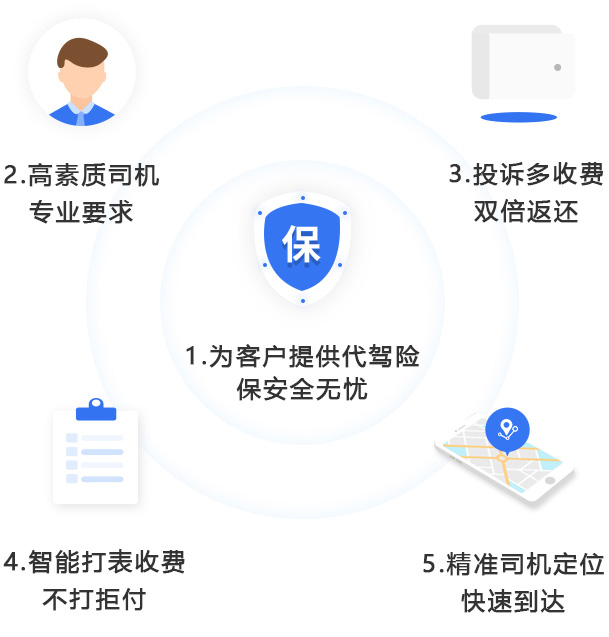 2.高素质司机
专业要求
3.投诉多收费
双倍返还
保
1.为客户提供代驾险
保安全无忧
4.智能打表收费
不打拒付
5.精准司机定位
快速到达